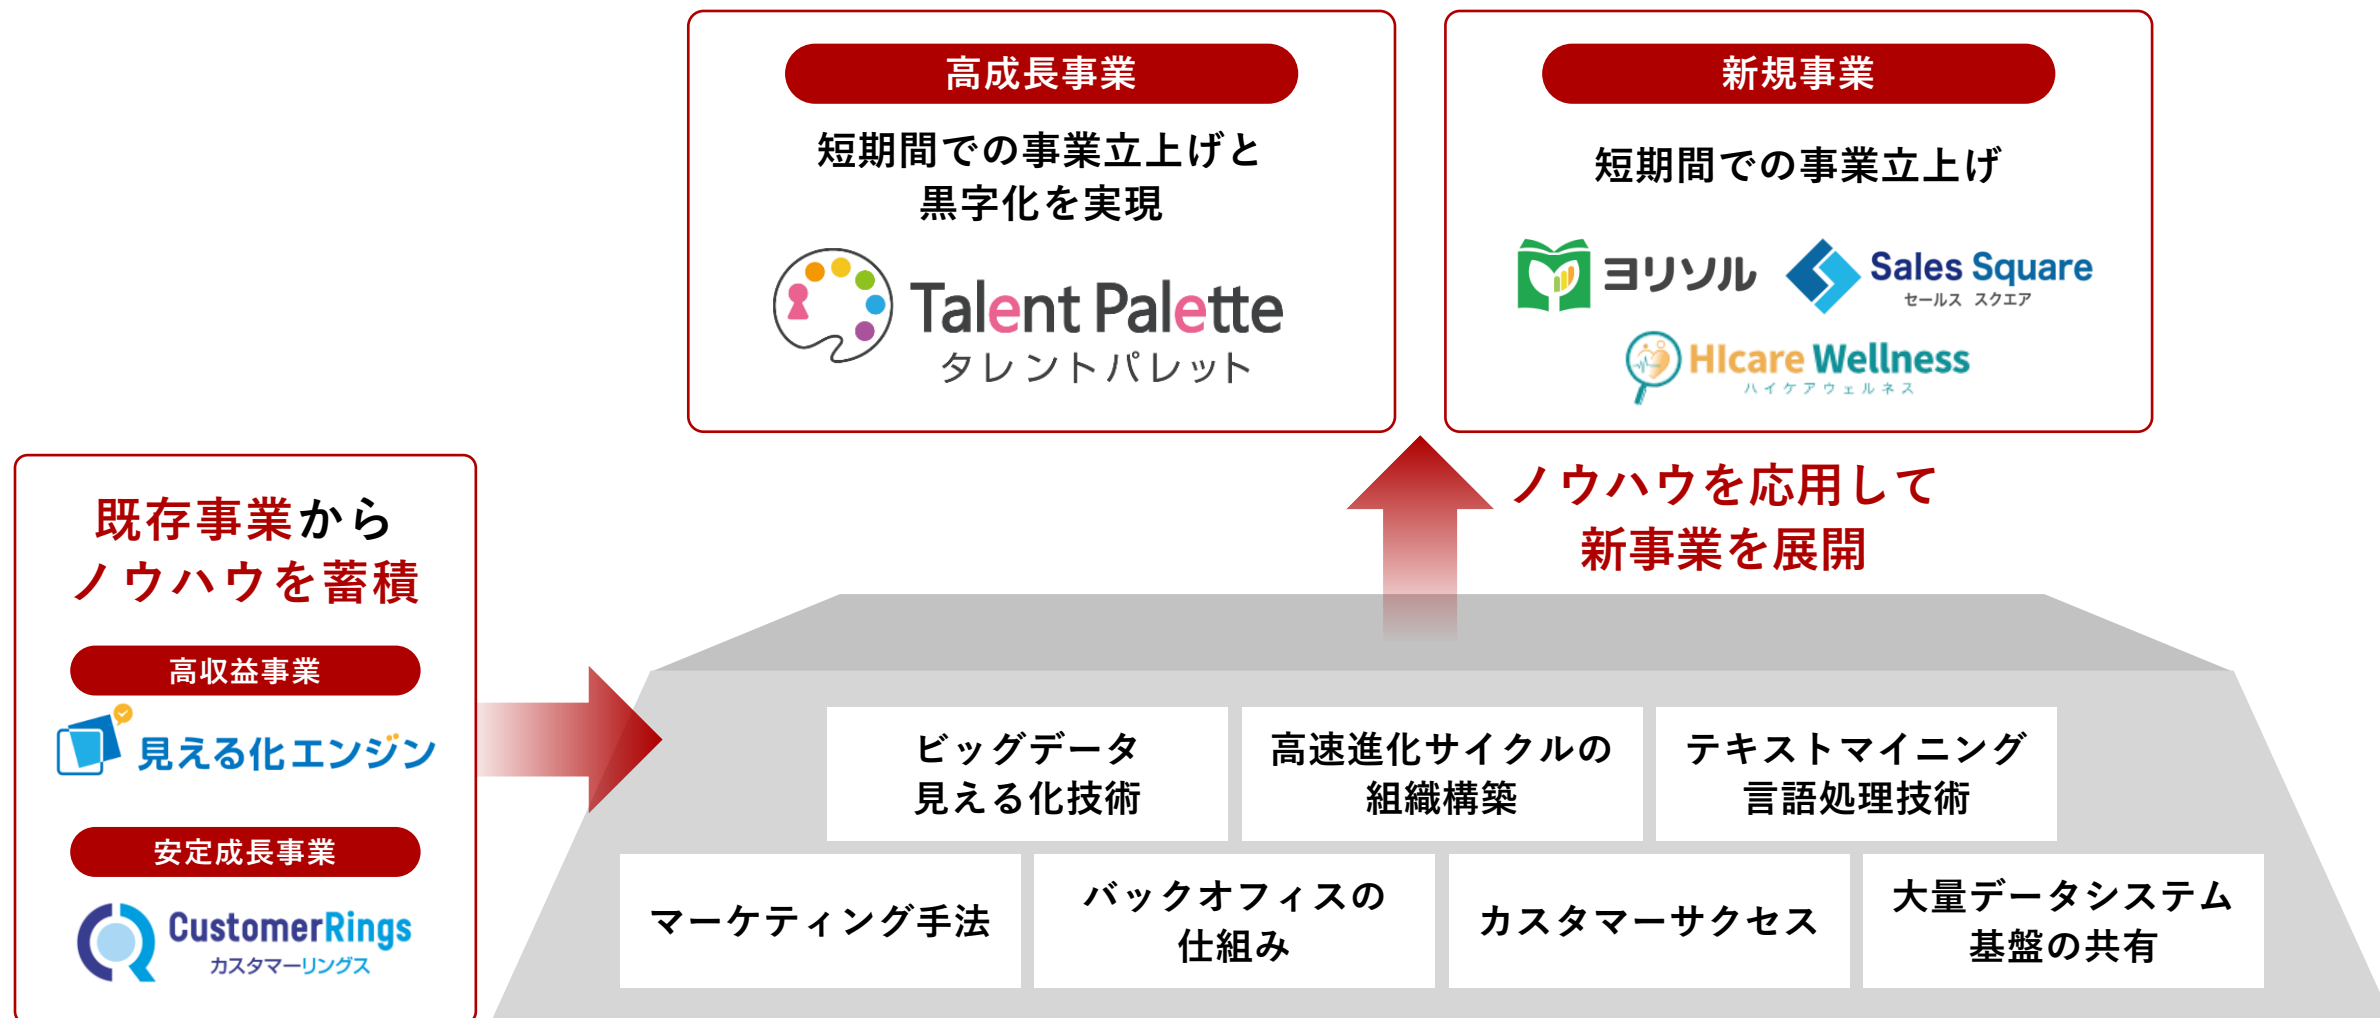 高成長事業
短期間での事業立上げと
黒字化を実現
Talent Palette
タレントパレット
新規事業
短期間での事業立上げ
ヨリソル
Sales Square
セールス スクエア
HIcare Wellness
ハイケアウェルネス
既存事業から
ノウハウを蓄積
高収益事業
見える化エンジン
安定成長事業
CustomerRings
カスタマーリングス
ノウハウを応用して
新事業を展開
ビッグデータ
見える化技術
高速進化サイクルの
組織構築
テキストマイニング
言語処理技術
マーケティング手法
バックオフィスの
仕組み
カスタマーサクセス
大量データシステム
基盤の共有